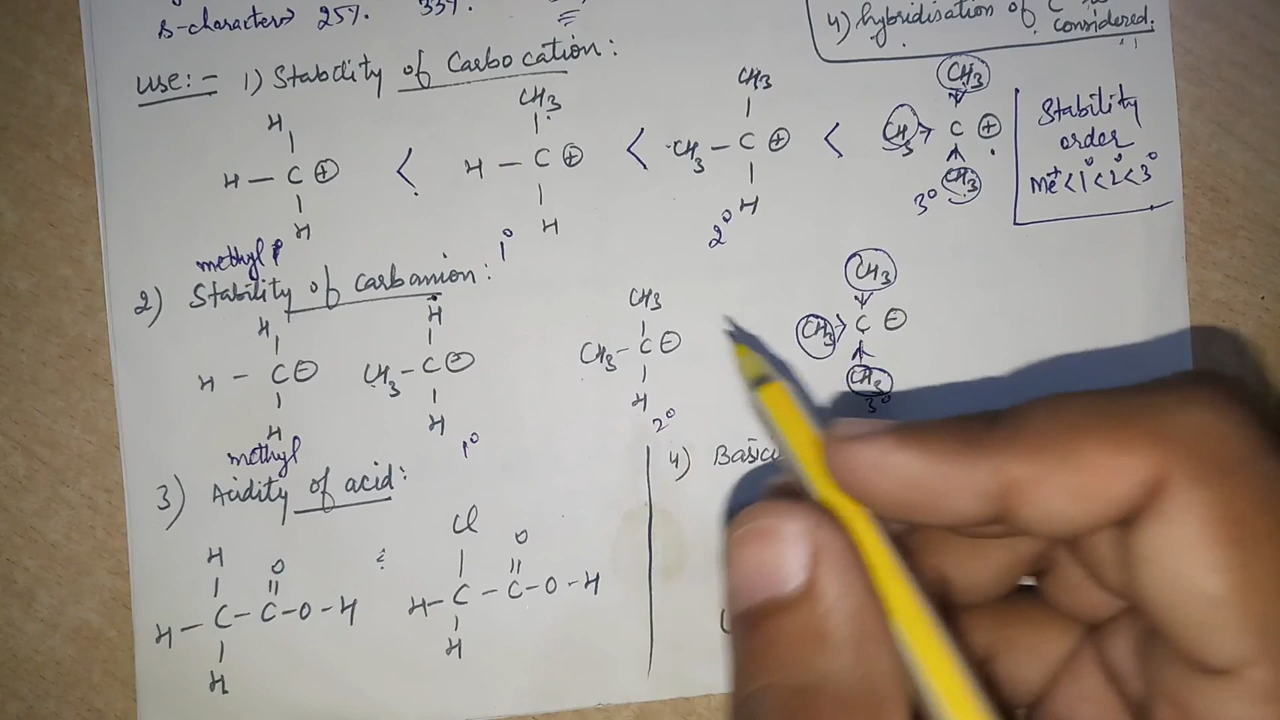 s-character→ 25%. 33%.
4) hybridisation of C
considered.
Use:- 1) Stability of Carbocation:
H
H - C ⊕
H
methyl
<
CH3
H - C ⊕
H
1°
<
CH3
CH3 - C ⊕
H
2°
<
CH3
CH3 → C ⊕
CH3
3°
Stability
order
Me+<1°<2°<3°
2) Stability of carbanion:
H
H - C ⊖
H
methyl
H
CH3 - C ⊖
H
1°
CH3
CH3 - C ⊖
H
2°
CH3
CH3 → C ⊖
CH3
3°
3) Acidity of acid:
H O
H - C - C - O - H
H
Cl O
H - C - C - O - H
H
4)